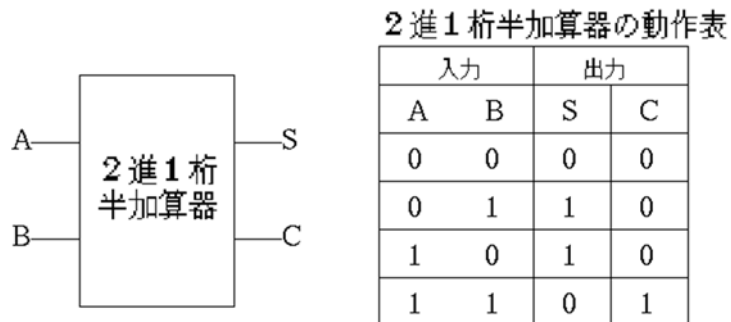 2進1桁半加算器の動作表
A
B
2進1桁
半加算器
S
C
入力 出力
A B S C
0 0 0 0
0 1 1 0
1 0 1 0
1 1 0 1